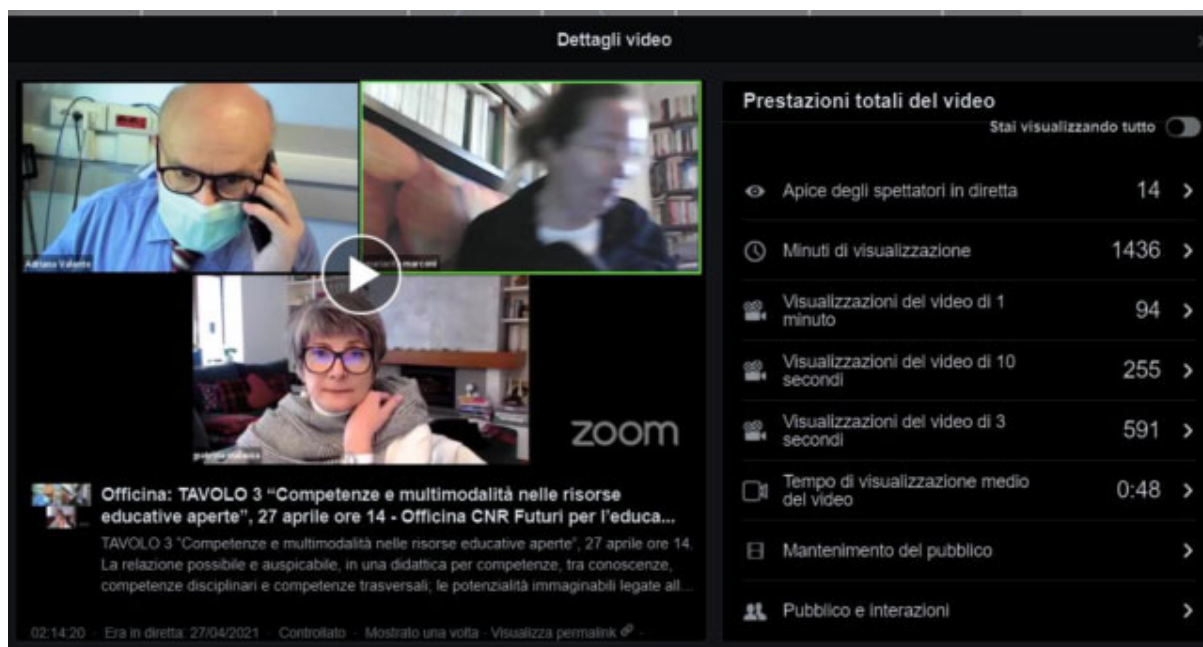 Dettagli video
Adriana Valente
marconi
zoom
Officina: TAVOLO 3 “Competenze e multimodalità nelle risorse
educative aperte”, 27 aprile ore 14 - Officina CNR Futuri per l'educa...
TAVOLO 3 “Competenze e multimodalità nelle risorse educative aperte”, 27 aprile ore 14.
La relazione possibile e auspicabile, in una didattica per competenze, tra conoscenze,
competenze disciplinari e competenze trasversali; le potenzialità immaginabili legate all...
02:14:20 · Era in diretta: 27/04/2021 · Controllato · Mostrato una volta · Visualizza permalink
Prestazioni totali del video
Stai visualizzando tutto
Apice degli spettatori in diretta 14
Minuti di visualizzazione 1436
Visualizzazioni del video di 1
minuto 94
Visualizzazioni del video di 10
secondi 255
Visualizzazioni del video di 3
secondi 591
Tempo di visualizzazione medio
del video 0:48
Mantenimento del pubblico
Pubblico e interazioni